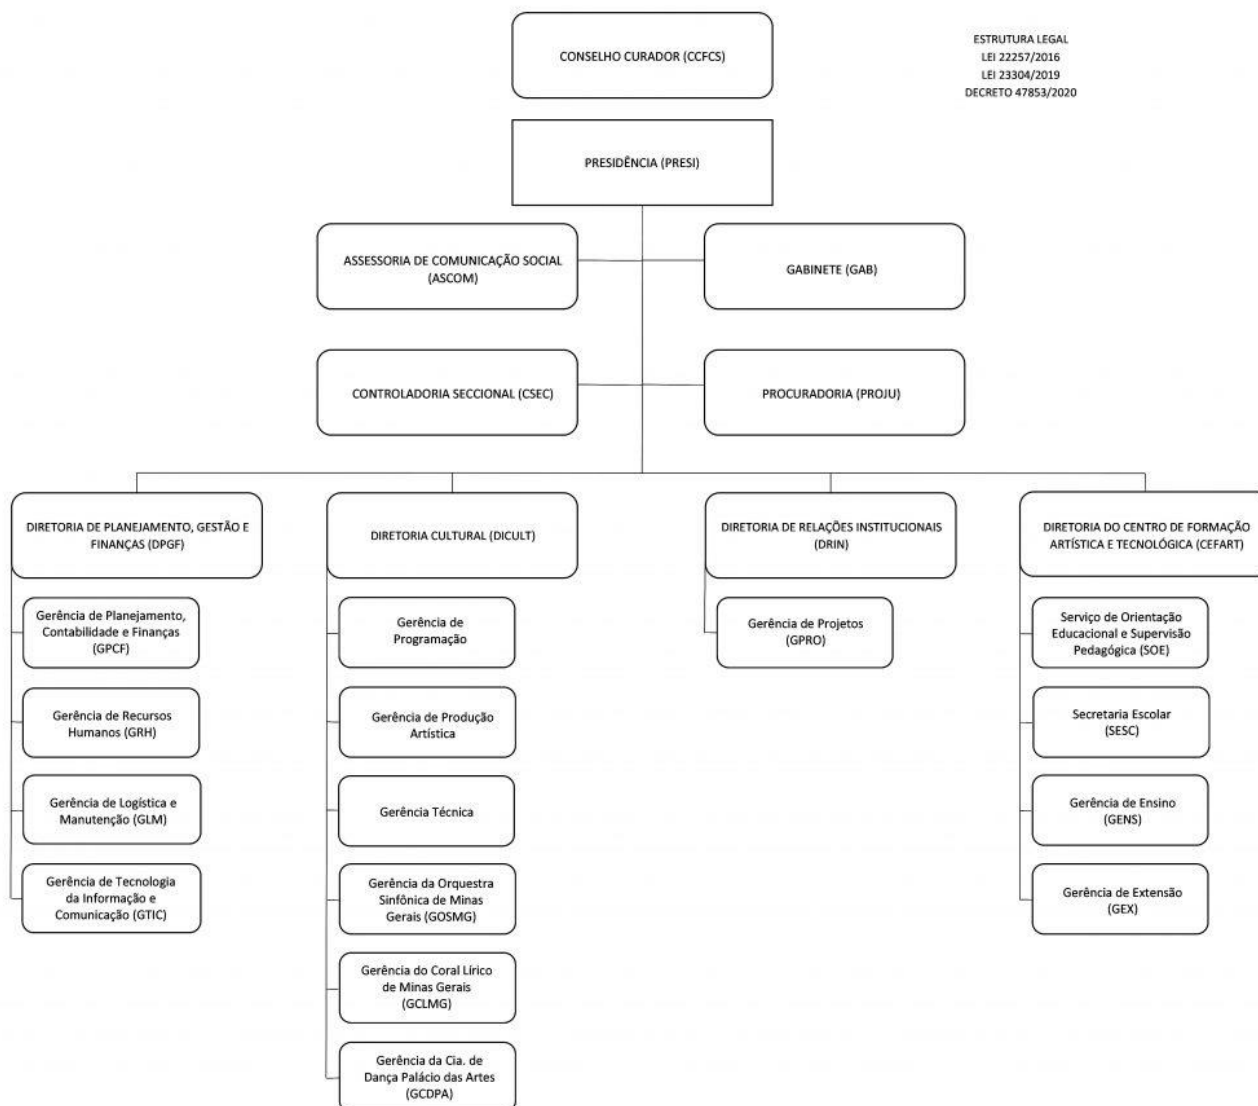 CONSELHO CURADOR (CCFCS)
ESTRUTURA LEGAL
LEI 22257/2016
LEI 23304/2019
DECRETO 47853/2020
PRESIDÊNCIA (PRESI)
ASSESSORIA DE COMUNICAÇÃO SOCIAL
(ASCOM)
GABINETE (GAB)
CONTROLADORIA SECCIONAL (CSEC)
PROCURADORIA (PROJU)
DIRETORIA DE PLANEJAMENTO, GESTÃO E
FINANÇAS (DPGF)
Gerência de Planejamento,
Contabilidade e Finanças
(GPCF)
Gerência de Recursos
Humanos (GRH)
Gerência de Logística e
Manutenção (GLM)
Gerência de Tecnologia
da Informação e
Comunicação (GTIC)
DIRETORIA CULTURAL (DICULT)
Gerência de
Programação
Gerência de Produção
Artística
Gerência Técnica
Gerência da Orquestra
Sinfônica de Minas
Gerais (GOSMG)
Gerência do Coral Lírico
de Minas Gerais
(GCLMG)
Gerência da Cia. de
Dança Palácio das Artes
(GCDPA)
DIRETORIA DE RELAÇÕES INSTITUCIONAIS
(DRIN)
Gerência de Projetos
(GPRO)
DIRETORIA DO CENTRO DE FORMAÇÃO
ARTÍSTICA E TECNOLÓGICA (CEFART)
Serviço de Orientação
Educacional e Supervisão
Pedagógica (SOE)
Secretaria Escolar
(SESC)
Gerência de Ensino
(GENS)
Gerência de Extensão
(GEX)